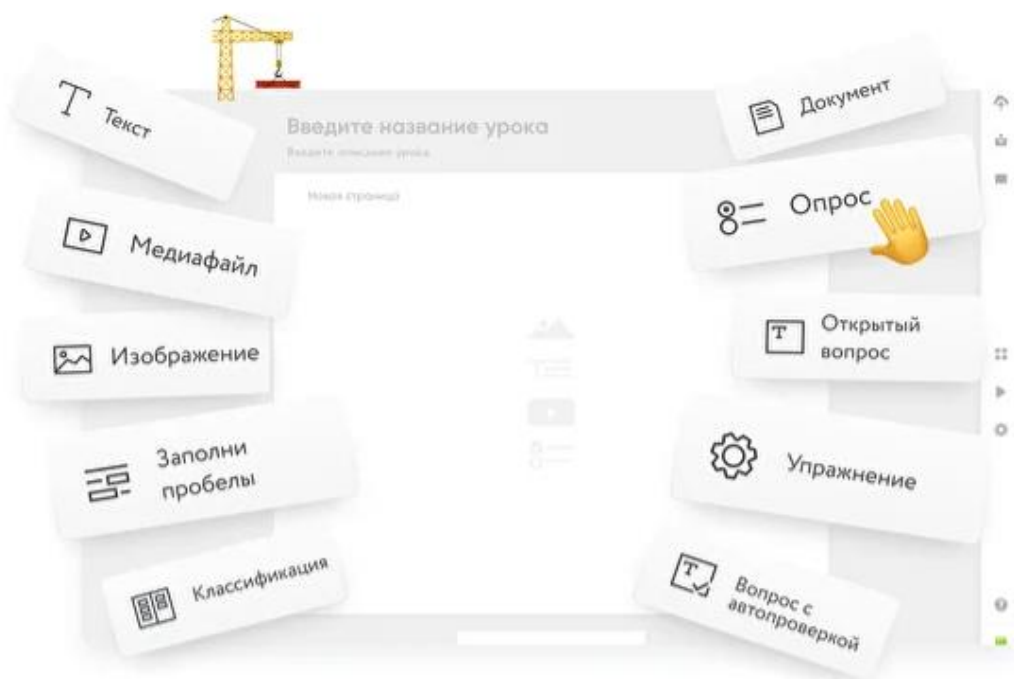 Текст
Медиафайл
Изображение
Заполни
пробелы
Классификация
Введите название урока
Введите описание урока
Новая страница
Документ
Опрос
Открытый
вопрос
Упражнение
Вопрос с
автопроверкой